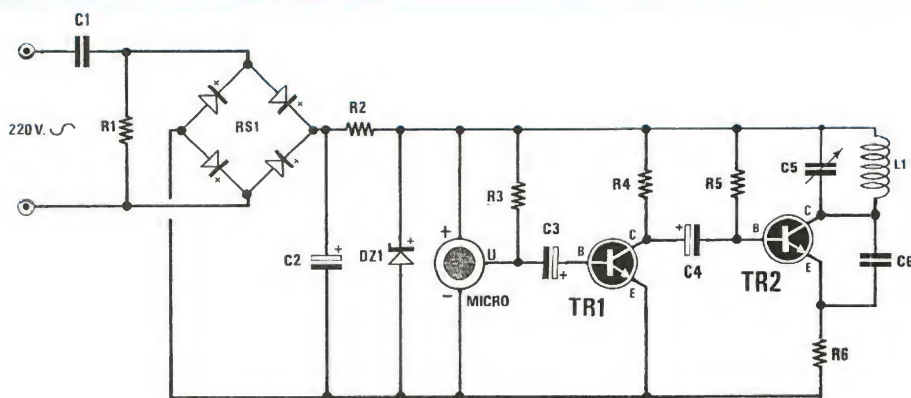 C1
220 V.
R1
RS1
R2
C2
+
DZ1
+
+
U
MICRO
-
R3
C3
+
B
C
E
TR1
R4
+
C4
R5
B
C
E
TR2
C5
L1
C6
R6